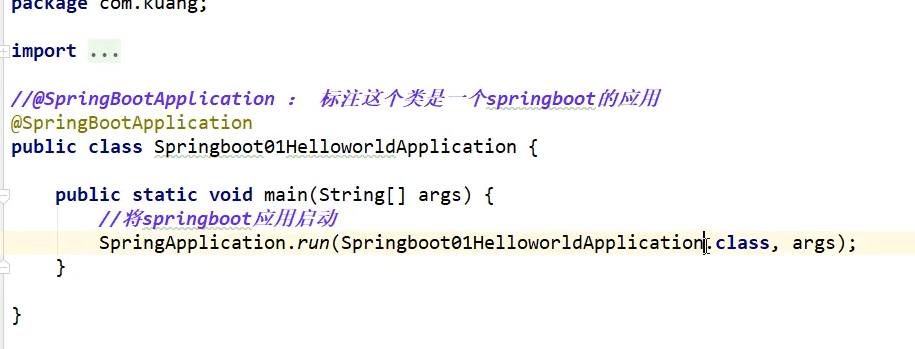 package com.kuang;
import ...
//@SpringBootApplication : 标注这个类是一个springboot的应用
@SpringBootApplication
public class Springboot01HelloworldApplication {
public static void main(String[] args) {
//将springboot应用启动
SpringApplication.run(Springboot01HelloworldApplication.class, args);
}
}